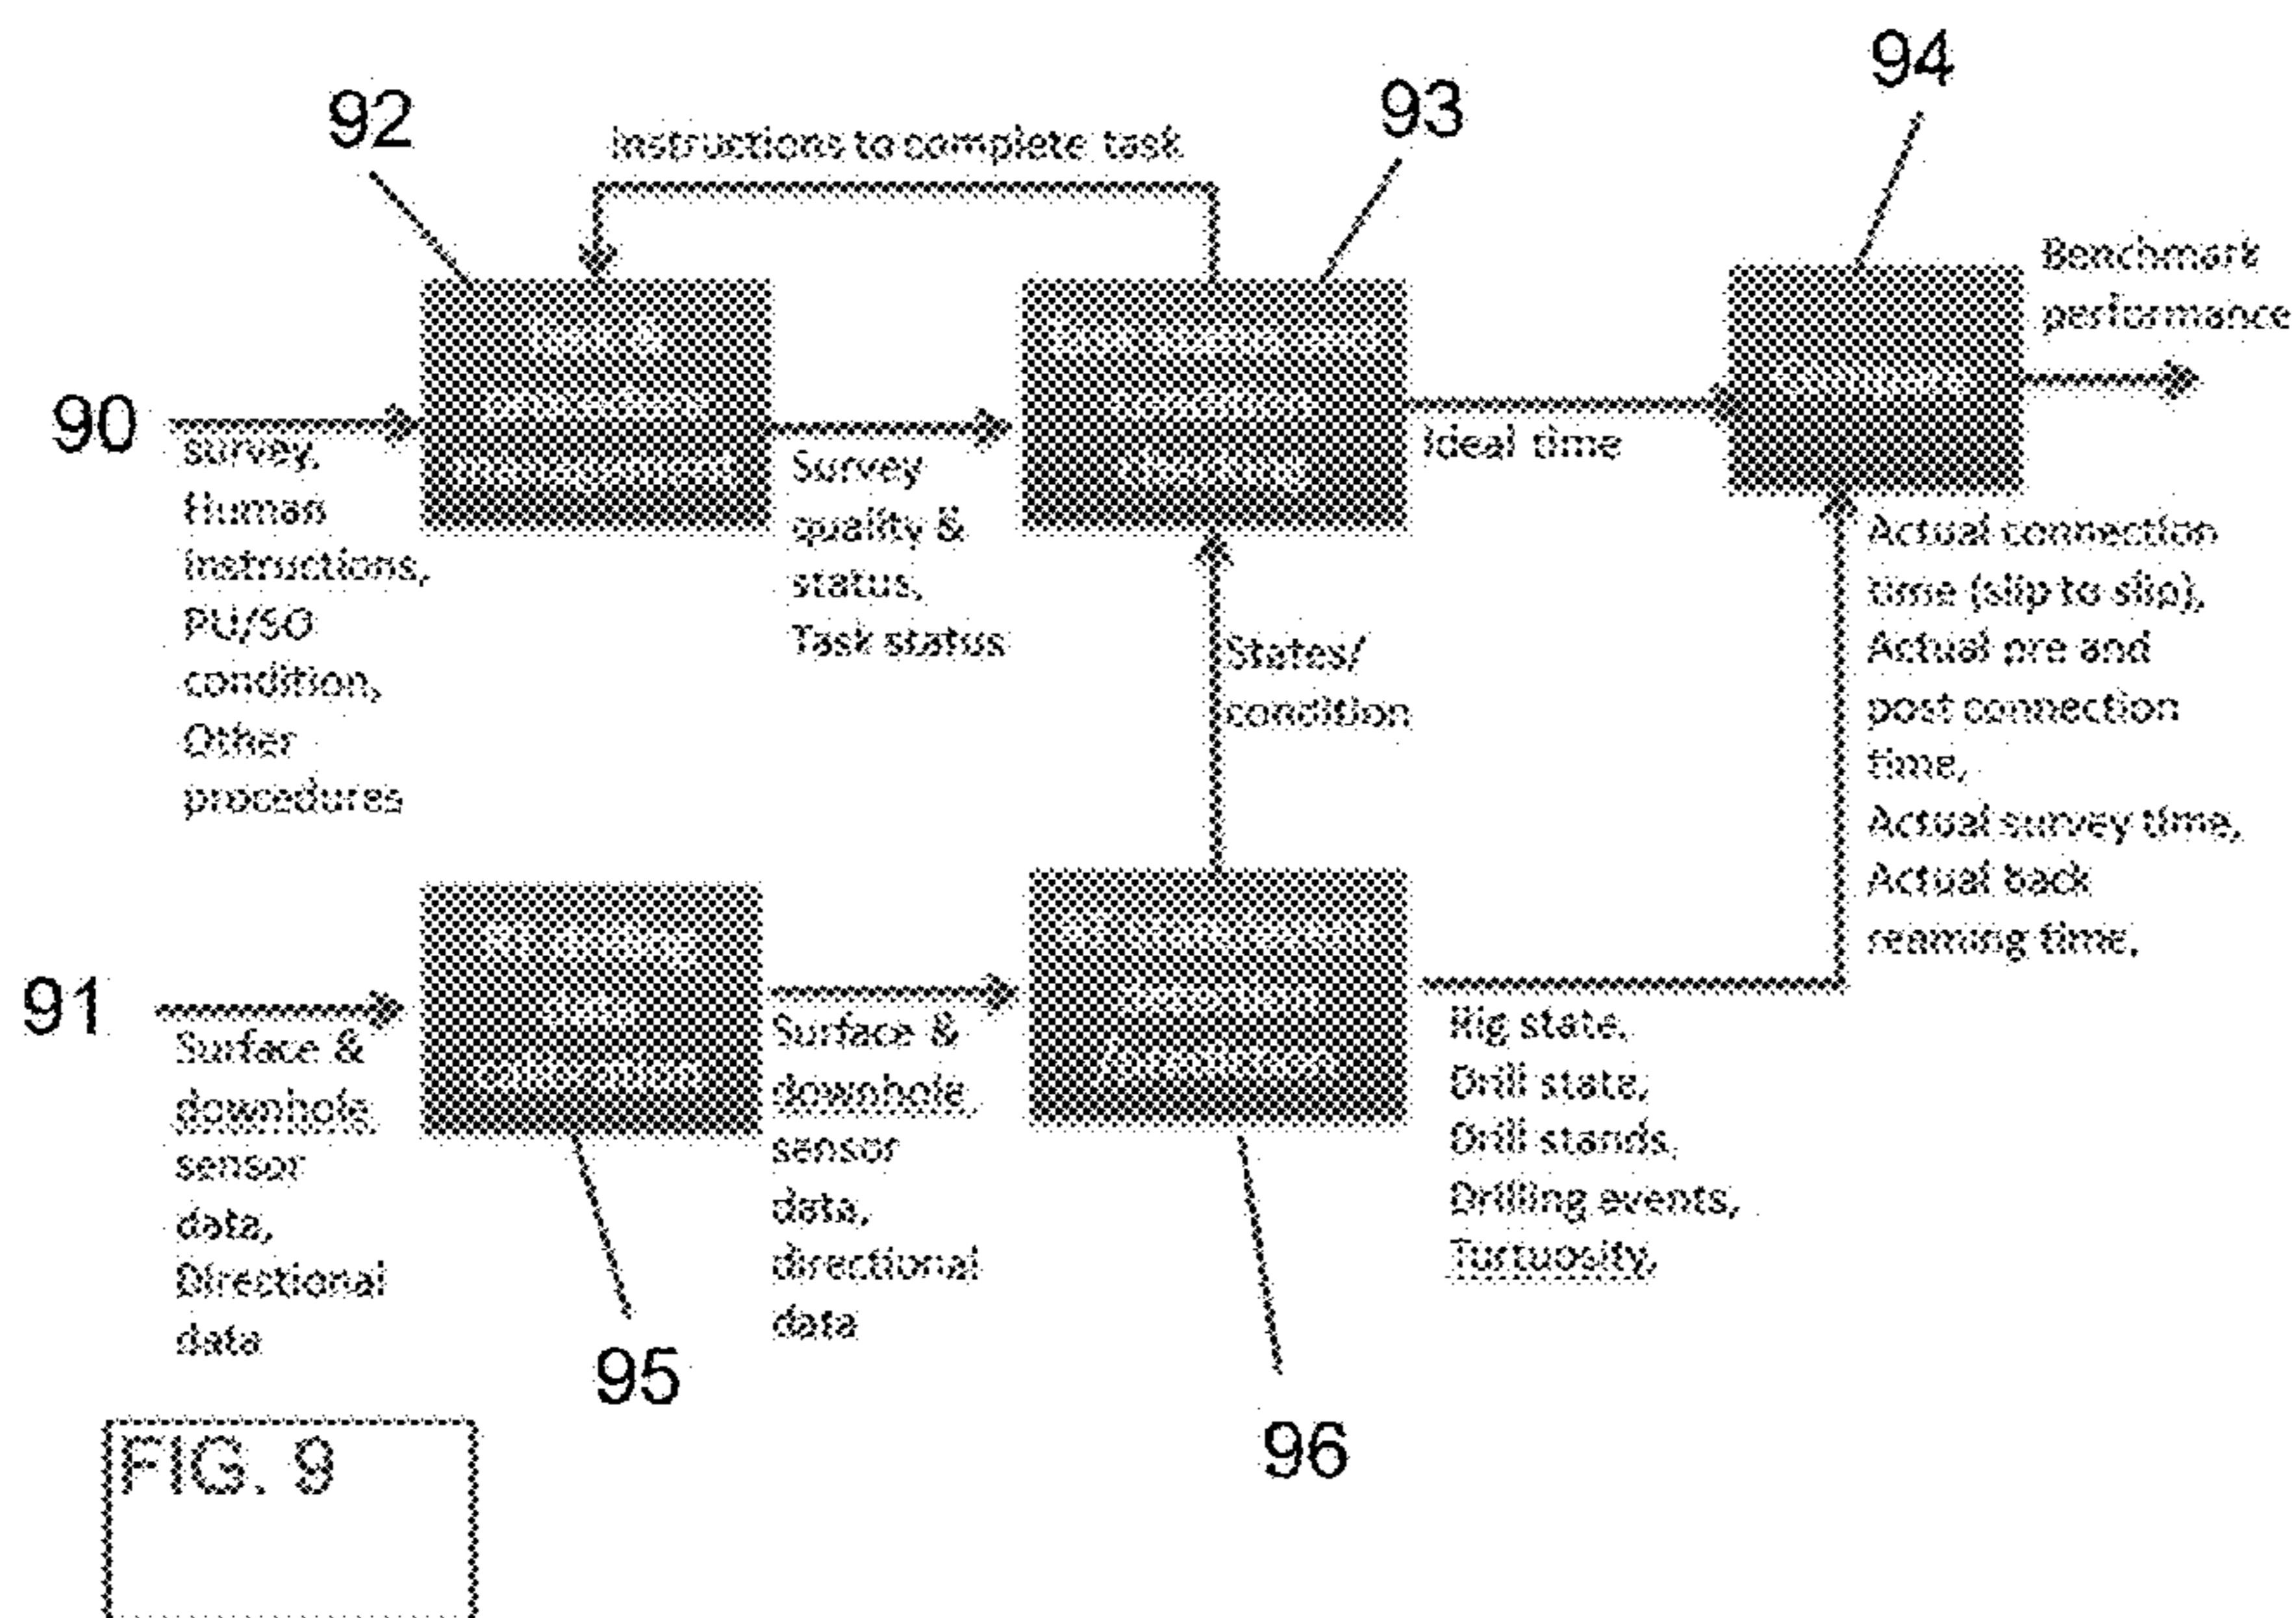 94
92
93
Instructions to complete task
Benchmark
performance
90
survey,
Human
instructions,
PU/SO
condition,
Other
procedures
Survey
quality &
status,
Task status
Ideal time
States/
condition
Actual connection
time (slip to slip),
Actual pre and
post connection
time,
Actual survey time,
Actual back
reaming time,
91
Surface &
downhole
sensor
data,
Directional
data
RT
Surface &
downhole
sensor
data,
directional
data
detection
Rig state,
Drill state,
Drill stands,
Drilling events,
Turtuosity,
95
96
FIG. 9